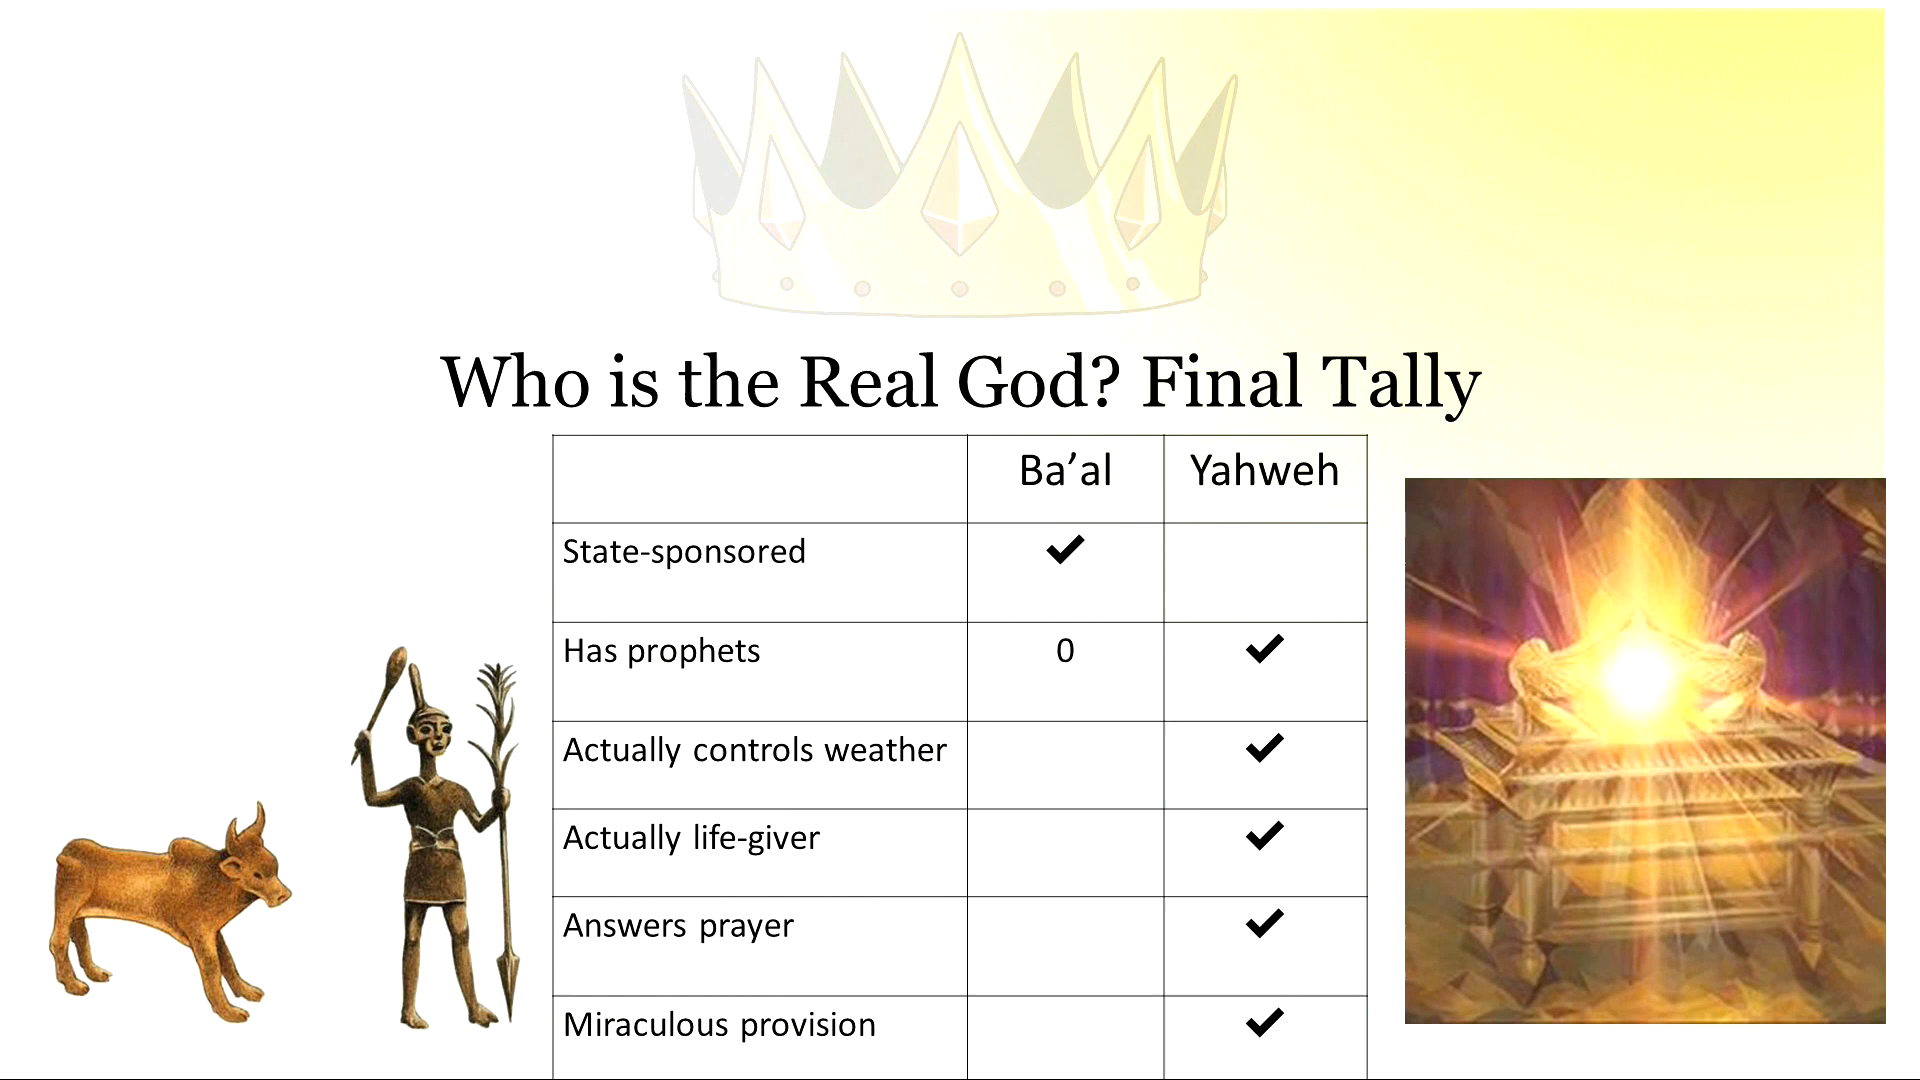 Who is the Real God? Final Tally
Ba’al Yahweh
State-sponsored ✔
Has prophets 0 ✔
Actually controls weather ✔
Actually life-giver ✔
Answers prayer ✔
Miraculous provision ✔